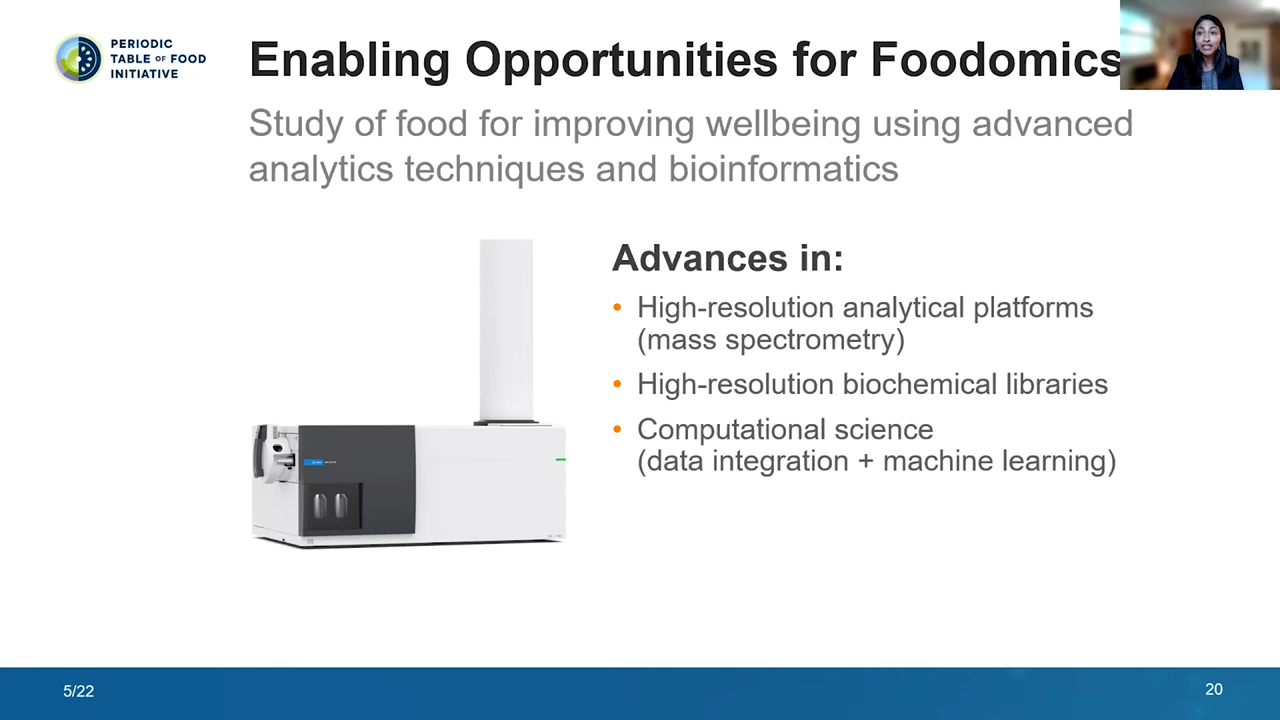 PERIODIC
TABLE OF FOOD
INITIATIVE
Enabling Opportunities for Foodomics
Study of food for improving wellbeing using advanced
analytics techniques and bioinformatics
Advances in:
• High-resolution analytical platforms
(mass spectrometry)
• High-resolution biochemical libraries
• Computational science
(data integration + machine learning)
5/22
20